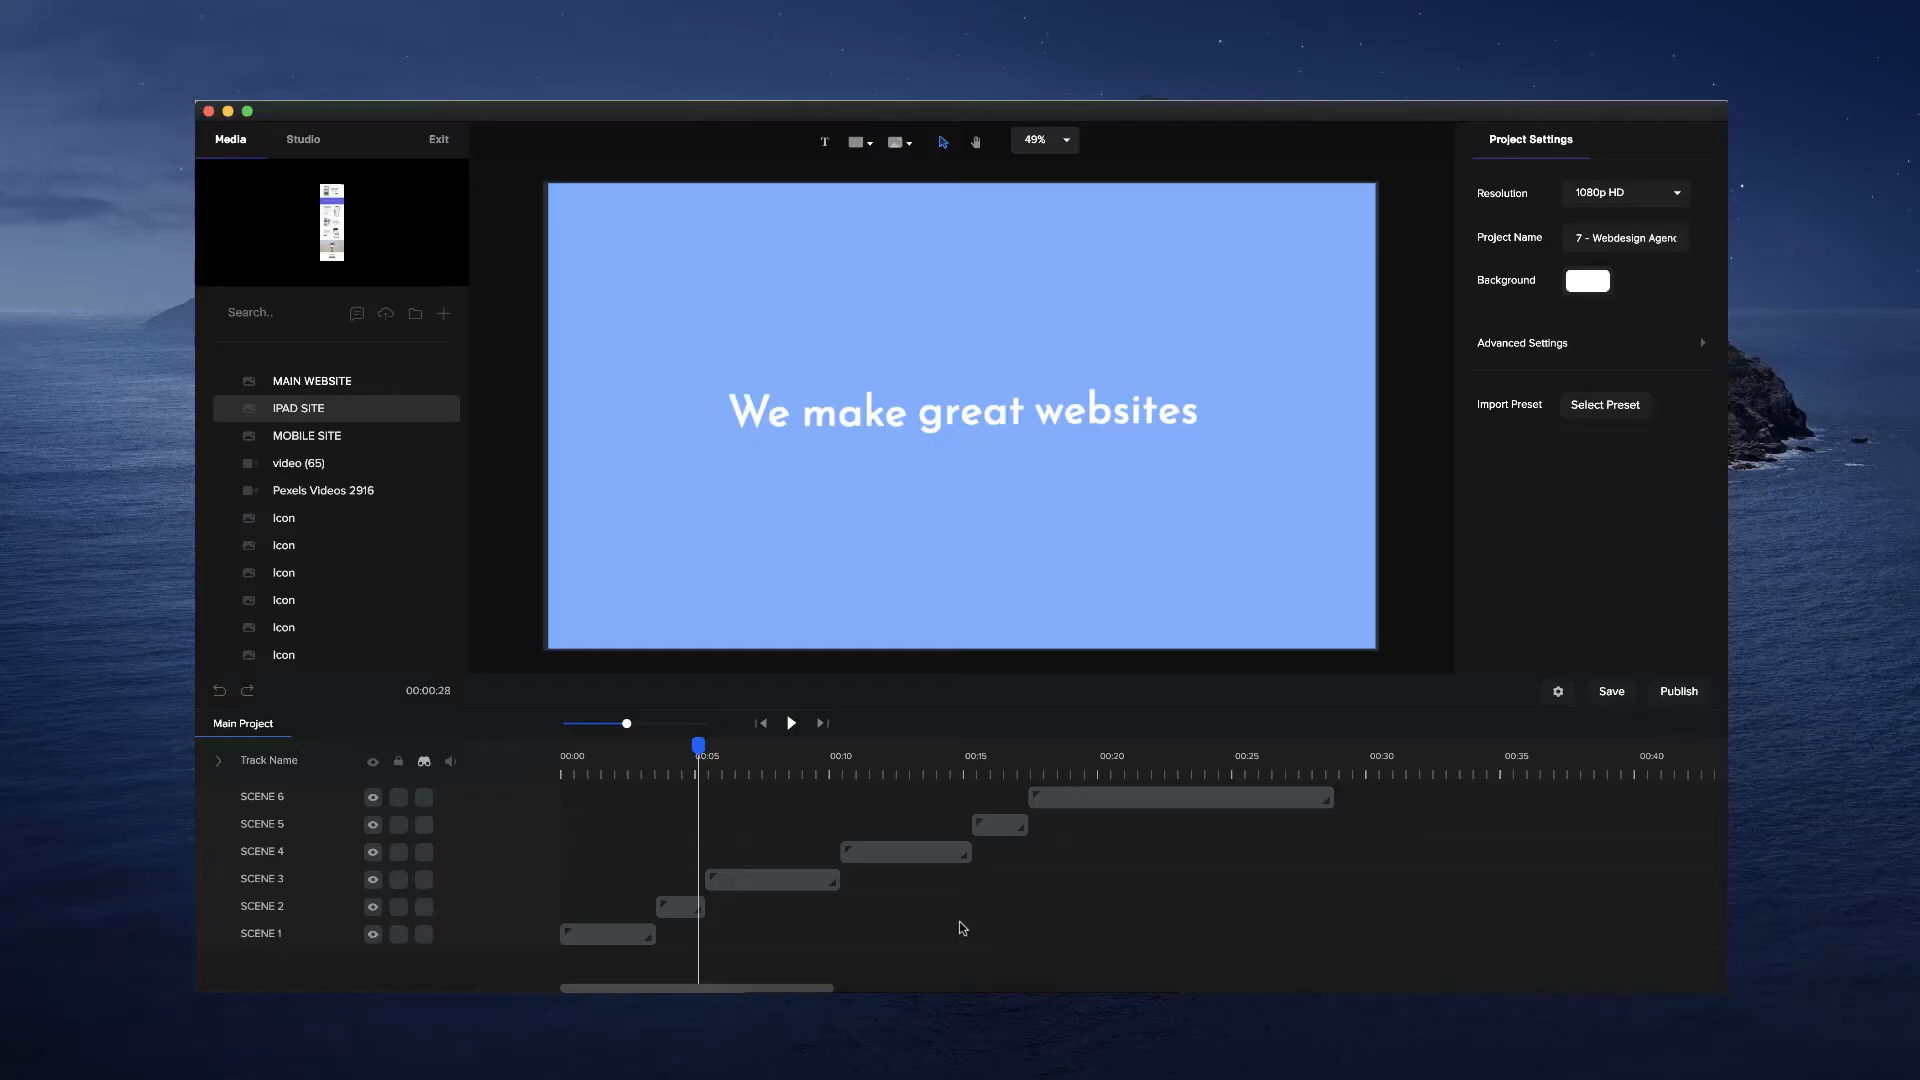 Media
Studio
Exit
T
49%
Project Settings
Resolution
1080p HD
Project Name
7 - Webdesign Agenc
Background
Advanced Settings
Import Preset
Select Preset
Search..
MAIN WEBSITE
IPAD SITE
MOBILE SITE
video (65)
Pexels Videos 2916
Icon
Icon
Icon
Icon
Icon
Icon
We make great websites
00:00:28
Save
Publish
Main Project
Track Name
00:00
00:05
00:10
00:15
00:20
00:25
00:30
00:35
00:40
SCENE 6
SCENE 5
SCENE 4
SCENE 3
SCENE 2
SCENE 1